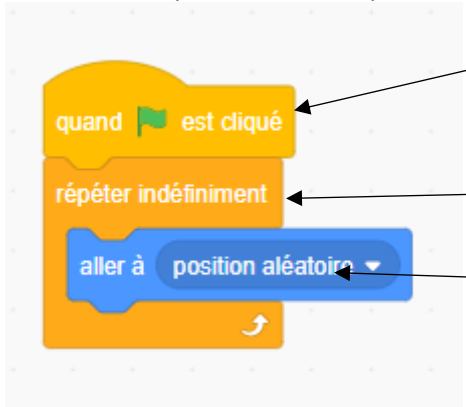 quand est cliqué
répéter indéfiniment
aller à position aléatoire